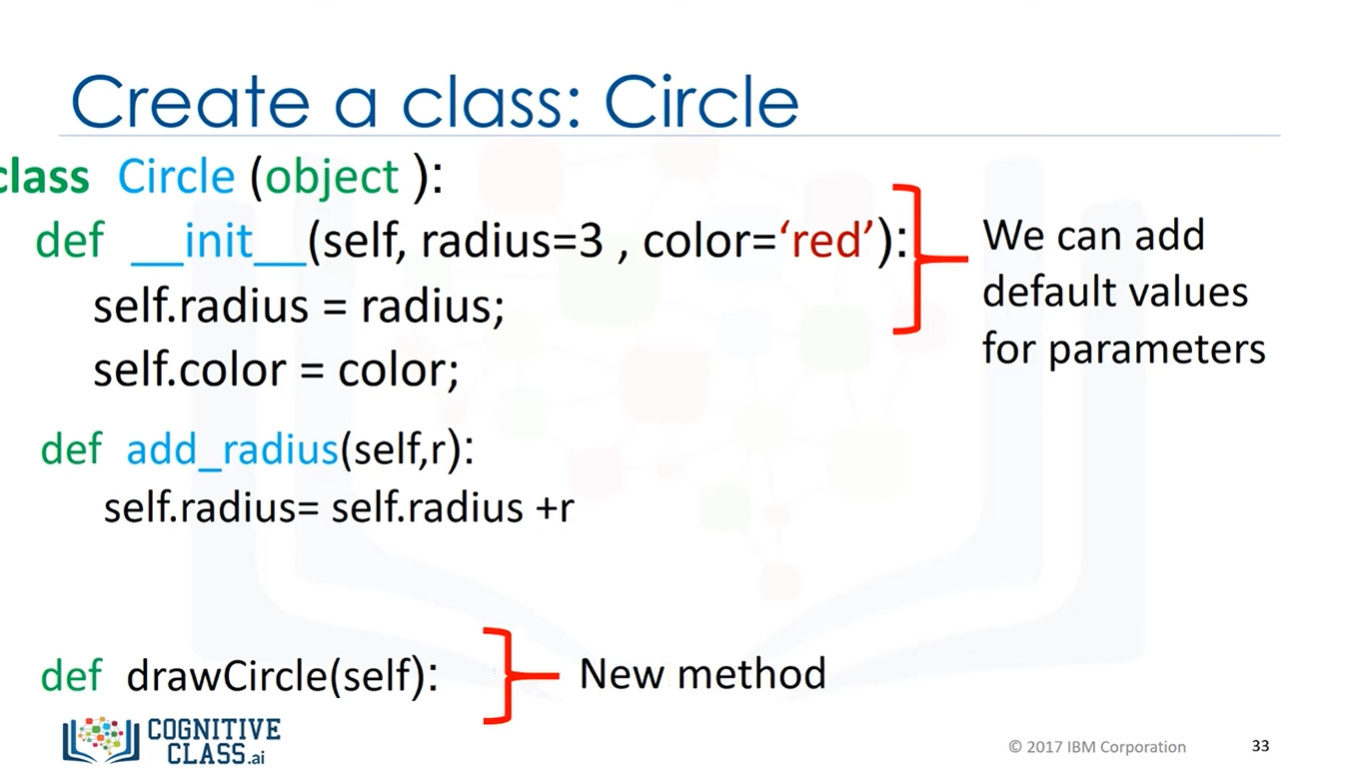 Create a class: Circle
class Circle (object ):
def __init__(self, radius=3 , color=‘red’):
self.radius = radius;
self.color = color;
We can add
default values
for parameters
def add_radius(self,r):
self.radius= self.radius +r
def drawCircle(self):
New method
COGNITIVE
CLASS.ai
© 2017 IBM Corporation
33